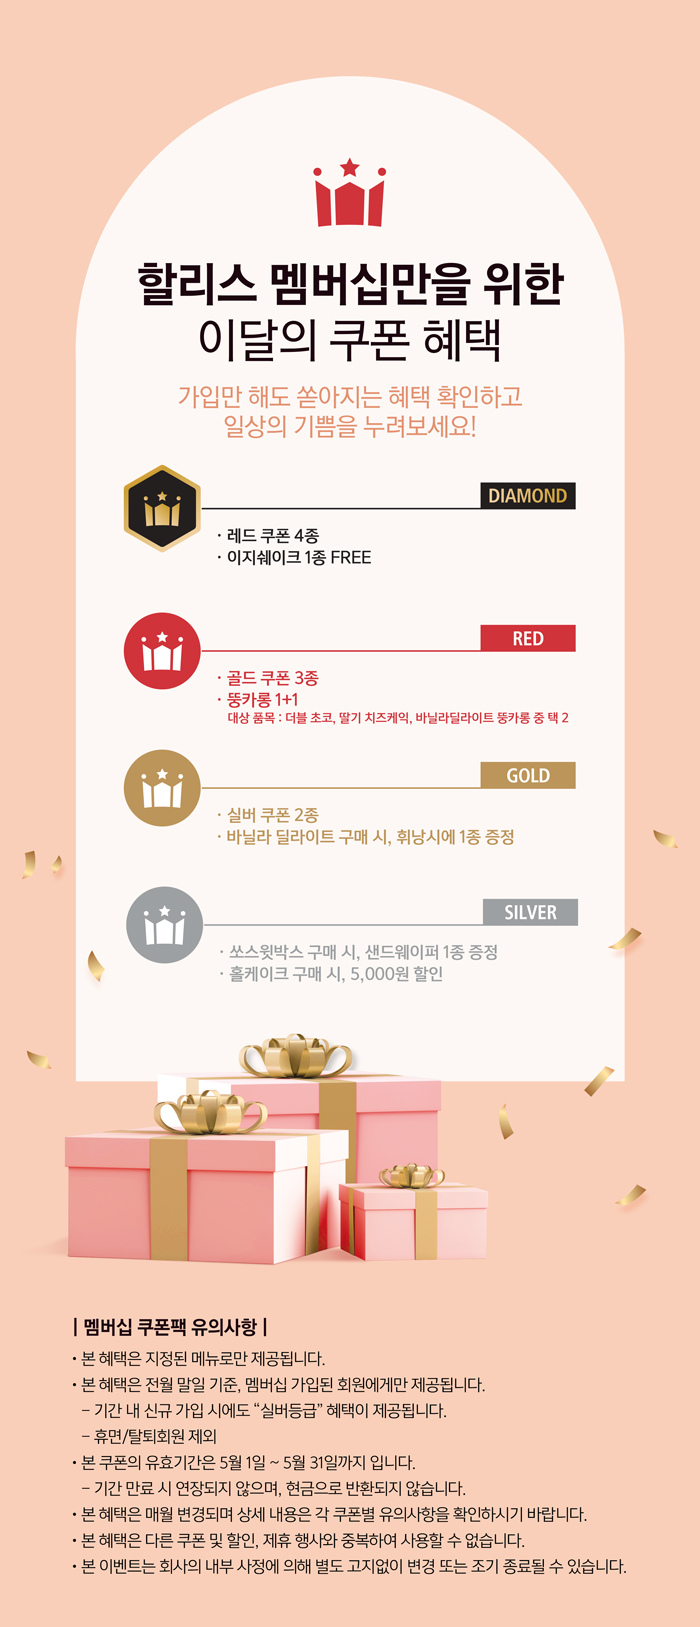 할리스 멤버십만을 위한
이달의 쿠폰 혜택
가입만 해도 쏟아지는 혜택 확인하고
일상의 기쁨을 누려보세요!
DIAMOND
· 레드 쿠폰 4종
· 이지쉐이크 1종 FREE
RED
· 골드 쿠폰 3종
· 뚱카롱 1+1
대상 품목 : 더블 초코, 딸기 치즈케익, 바닐라딜라이트 뚱카롱 중 택 2
GOLD
· 실버 쿠폰 2종
· 바닐라 딜라이트 구매 시, 휘낭시에 1종 증정
SILVER
· 쏘스윗박스 구매 시, 샌드웨이퍼 1종 증정
· 홀케이크 구매 시, 5,000원 할인
| 멤버십 쿠폰팩 유의사항 |
• 본 혜택은 지정된 메뉴로만 제공됩니다.
• 본 혜택은 전월 말일 기준, 멤버십 가입된 회원에게만 제공됩니다.
– 기간 내 신규 가입 시에도 “실버등급” 혜택이 제공됩니다.
– 휴면/탈퇴회원 제외
• 본 쿠폰의 유효기간은 5월 1일 ~ 5월 31일까지 입니다.
– 기간 만료 시 연장되지 않으며, 현금으로 반환되지 않습니다.
• 본 혜택은 매월 변경되며 상세 내용은 각 쿠폰별 유의사항을 확인하시기 바랍니다.
• 본 혜택은 다른 쿠폰 및 할인, 제휴 행사와 중복하여 사용할 수 없습니다.
• 본 이벤트는 회사의 내부 사정에 의해 별도 고지없이 변경 또는 조기 종료될 수 있습니다.